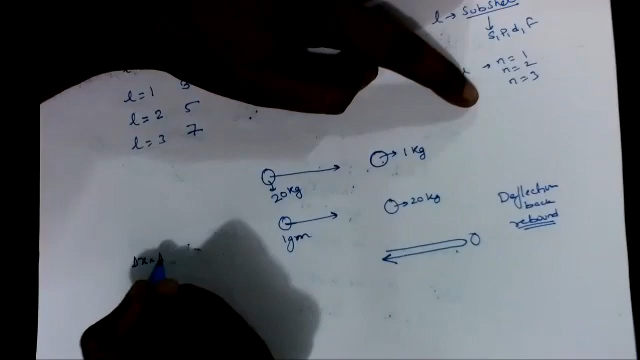 l → Subshell
s, p, d, f
→ n = 1
n = 2
n = 3
l = 1
l = 2 5
l = 3 7
20 kg
1 kg
1 gm
20 kg
Deflection
back
rebound